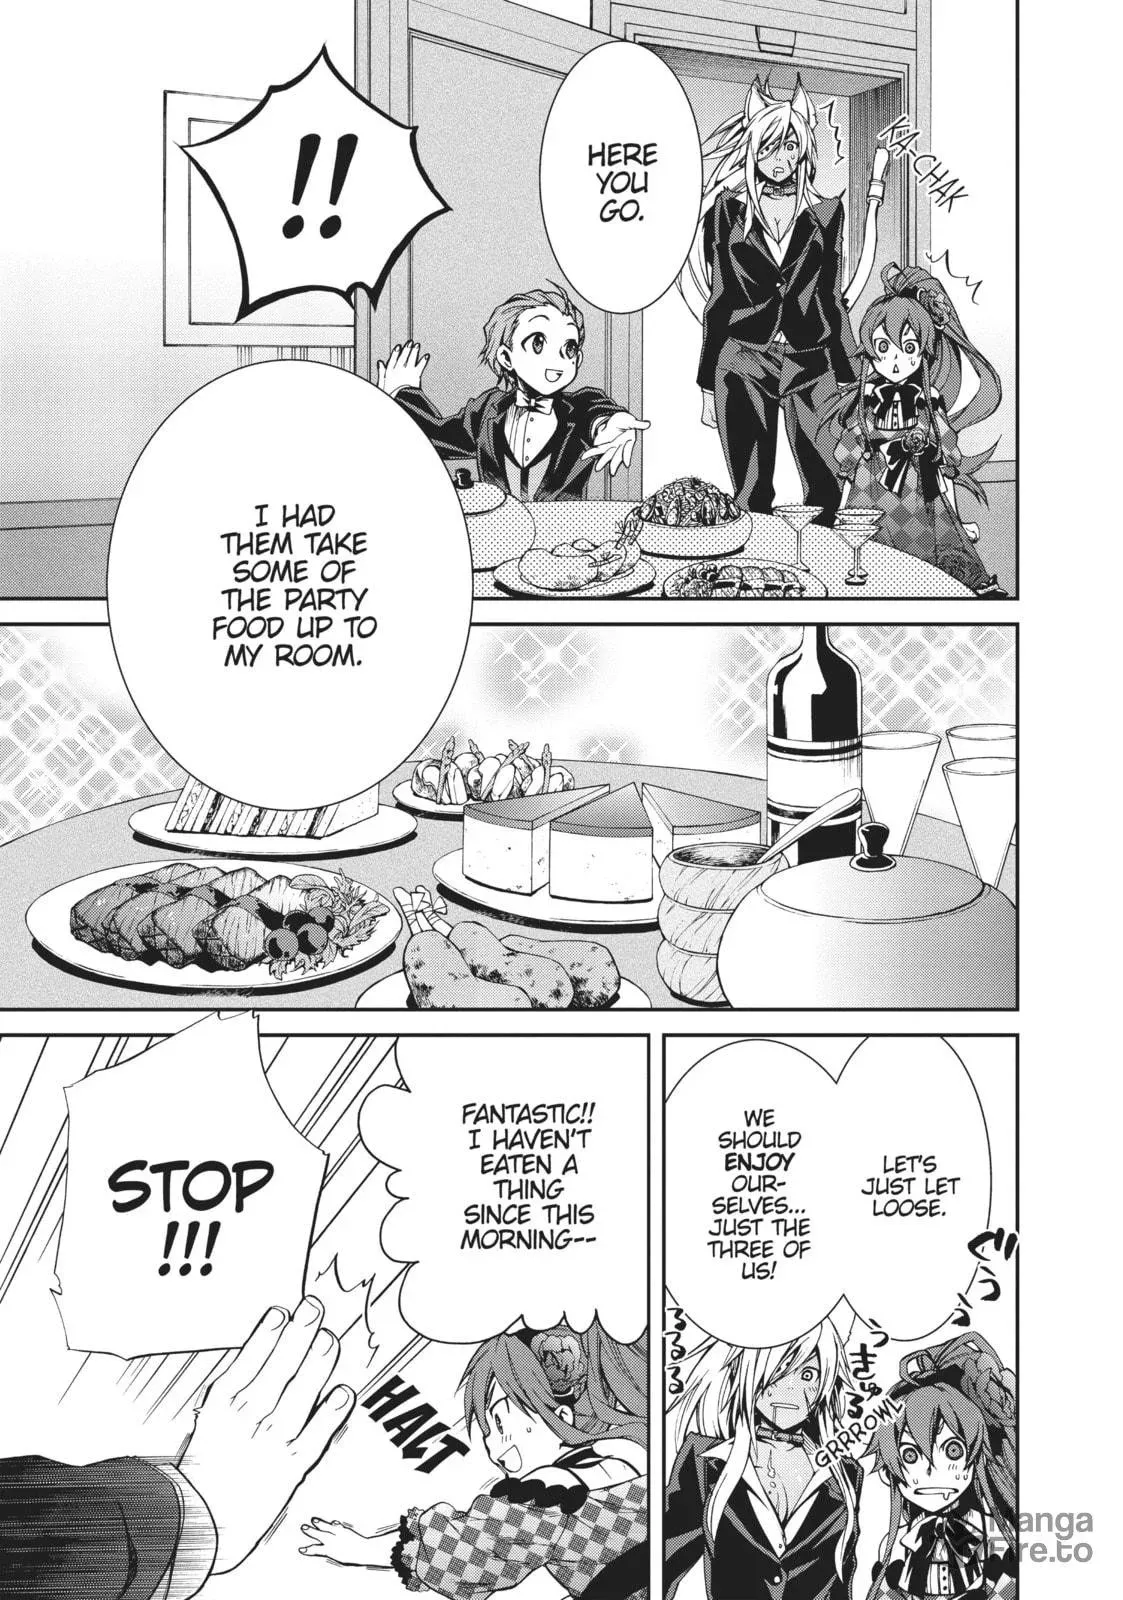 HERE
YOU
GO.
KA-CHAK
!!
I HAD
THEM TAKE
SOME OF
THE PARTY
FOOD UP TO
MY ROOM.
LET'S
JUST LET
LOOSE.
WE
SHOULD
ENJOY
OUR-
SELVES...
JUST THE
THREE OF
US!
GRRROWL
FANTASTIC!!
I HAVEN'T
EATEN A
THING
SINCE THIS
MORNING--
HALT
STOP
!!!
Manga
Fire.to